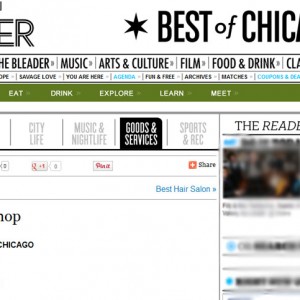 ER ★ BEST of CHICA
THE BLEADER | MUSIC | ARTS & CULTURE | FILM | FOOD & DRINK | CLA
OPE | SAVAGE LOVE | YOU ARE HERE | AGENDA | FUN & FREE | ARCHIVES | MATCHES | COUPONS & DEA
EAT DRINK EXPLORE LEARN MEET
CITY LIFE
MUSIC & NIGHTLIFE
GOODS & SERVICES
SPORTS & REC
THE READE
0 0 Pin it Share
Best Hair Salon »
hop
CHICAGO